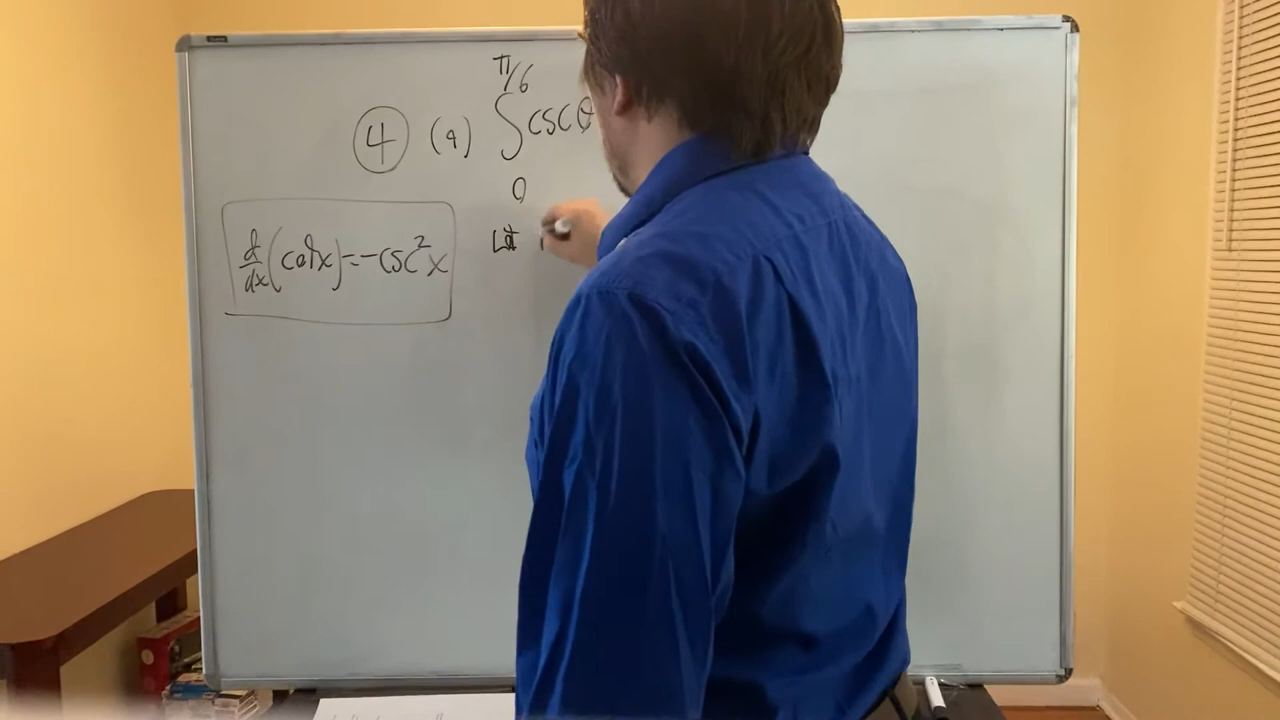 π/6
④ (a) ∫ csc θ
0
Let
d/dx (cot x) = -csc² x